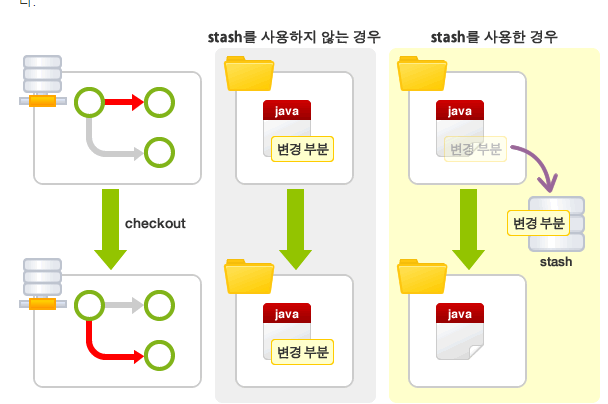 다.
stash를 사용하지 않는 경우
stash를 사용한 경우
java
변경 부분
java
변경 부분
변경 부분
stash
checkout
java
변경 부분
java